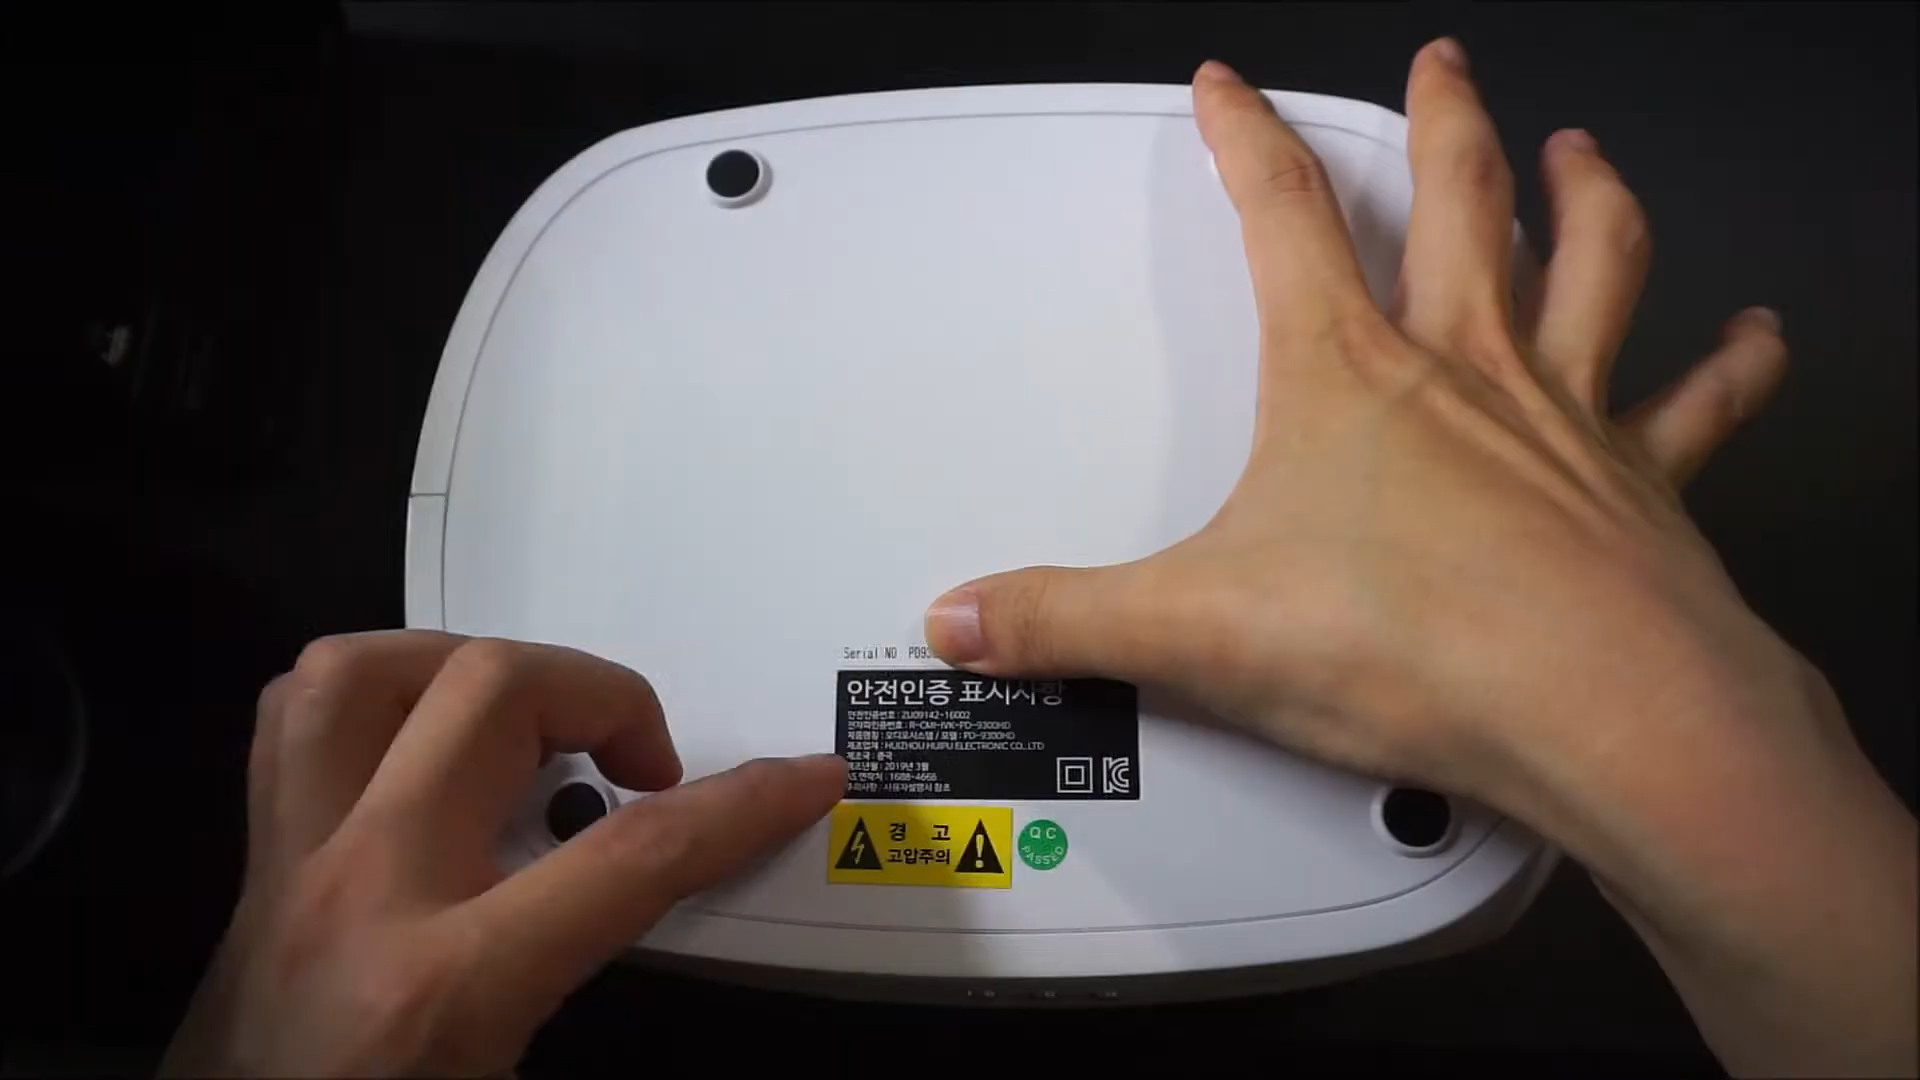 Serial NO PD93
안전인증 표시사항
안전인증번호 : ZU09142-16002
전자파인증번호 : R-CMI-IVK-PD-9300HD
제품명칭 : 오디오시스템 / 모델 : PD-9300HD
제조업체 : HUIZHOU HUIPU ELECTRONIC CO., LTD
제조국 : 중국
제조년월 : 2019년 3월
AS 연락처 : 1688-4666
주의사항 : 사용자설명서 참조
경 고
고압주의
QC
PASSED